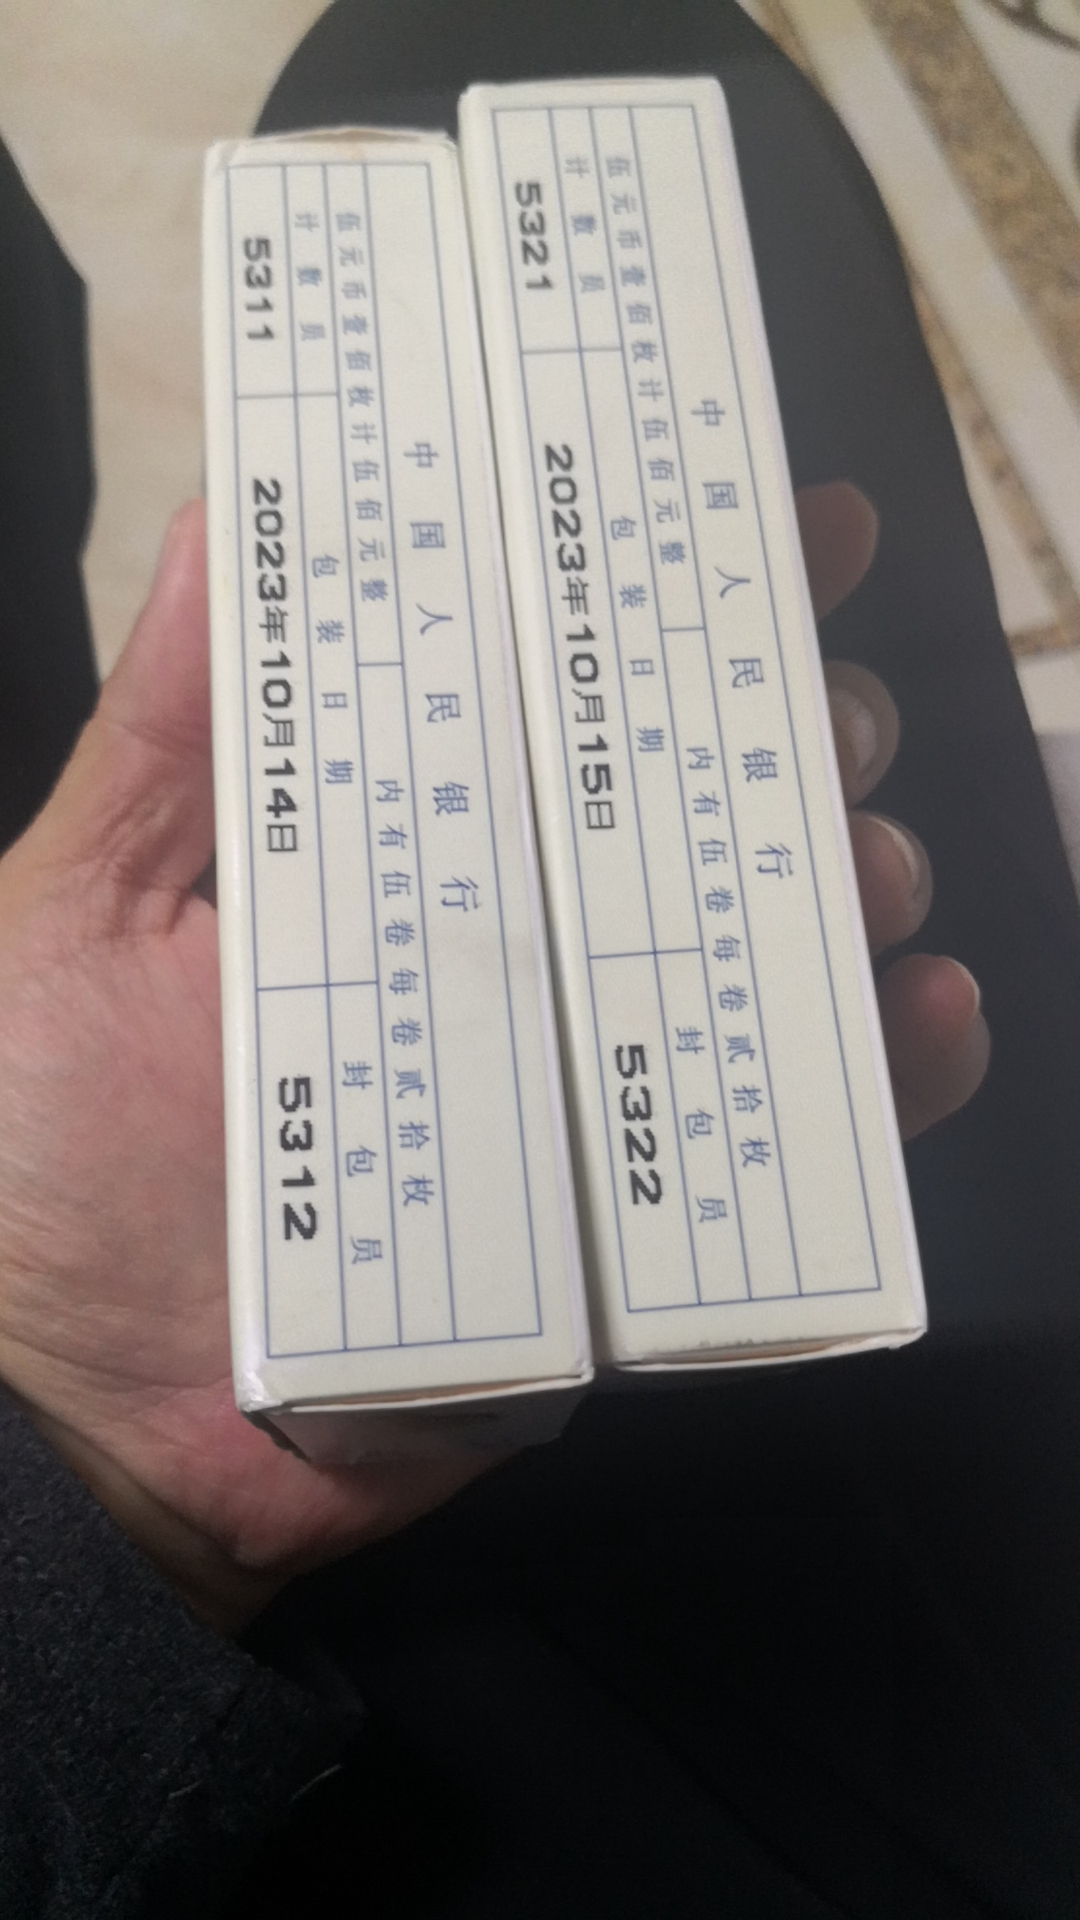 中国人民银行
伍元币壹佰枚计伍佰元整 内有伍卷每卷贰拾枚
计数员 包装日期 封包员
5311 2023年10月14日 5312
中国人民银行
伍元币壹佰枚计伍佰元整 内有伍卷每卷贰拾枚
计数员 包装日期 封包员
5321 2023年10月15日 5322